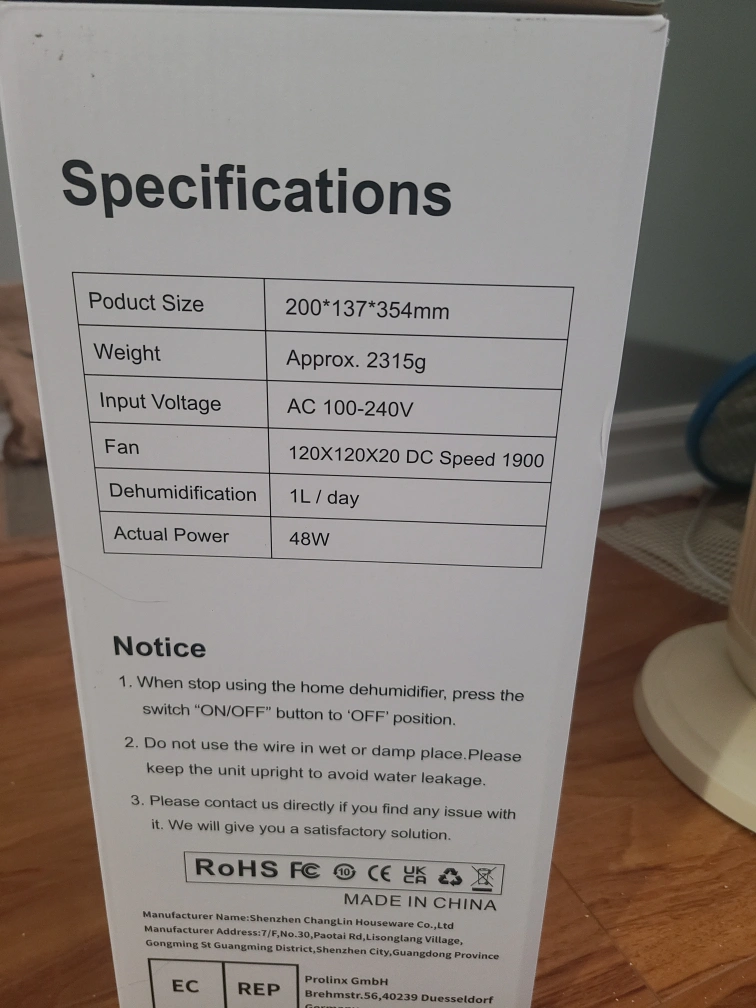 Specifications
Poduct Size 200*137*354mm
Weight Approx. 2315g
Input Voltage AC 100-240V
Fan 120X120X20 DC Speed 1900
Dehumidification 1L / day
Actual Power 48W
Notice
1. When stop using the home dehumidifier, press the
switch “ON/OFF” button to ‘OFF’ position.
2. Do not use the wire in wet or damp place.Please
keep the unit upright to avoid water leakage.
3. Please contact us directly if you find any issue with
it. We will give you a satisfactory solution.
RoHS FC 10 CE UK CA
MADE IN CHINA
Manufacturer Name:Shenzhen ChangLin Houseware Co.,Ltd
Manufacturer Address:7/F,No.30,Paotai Rd,Lisonglang Village,
Gongming St Guangming District,Shenzhen City,Guangdong Province
EC REP
Prolinx GmbH
Brehmstr.56,40239 Duesseldorf